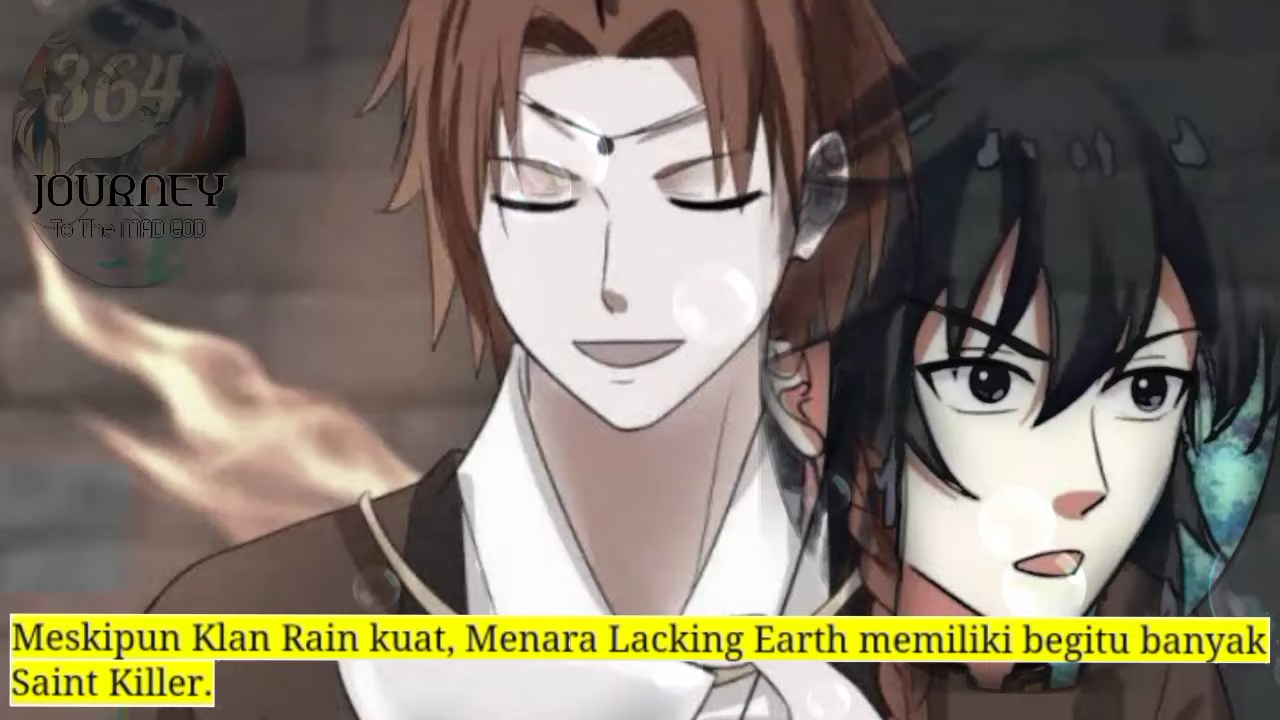 364
JOURNEY
To The MAD GOD
Meskipun Klan Rain kuat, Menara Lacking Earth memiliki begitu banyak
Saint Killer.